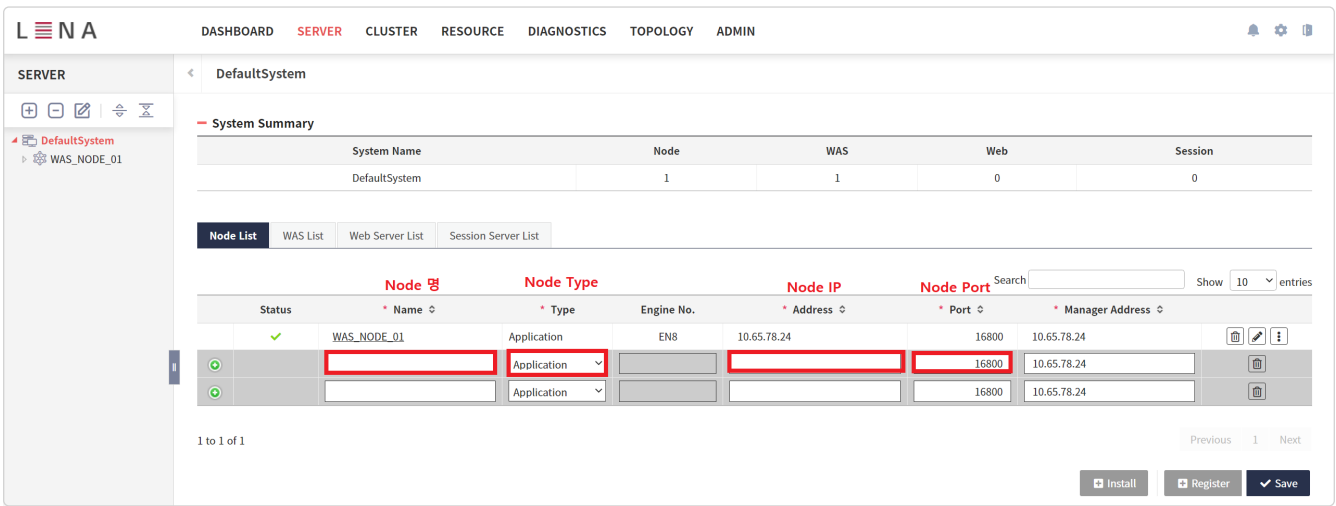 LENA DASHBOARD SERVER CLUSTER RESOURCE DIAGNOSTICS TOPOLOGY ADMIN
SERVER DefaultSystem
DefaultSystem
WAS_NODE_01
System Summary
System Name Node WAS Web Session
DefaultSystem 1 1 0 0
Node List WAS List Web Server List Session Server List
Node 명 Node Type Node IP Node Port Search Show 10 entries
Status * Name * Type Engine No. * Address * Port * Manager Address
WAS_NODE_01 Application EN8 10.65.78.24 16800 10.65.78.24
Application 16800 10.65.78.24
Application 16800 10.65.78.24
1 to 1 of 1 Previous 1 Next
Install Register Save